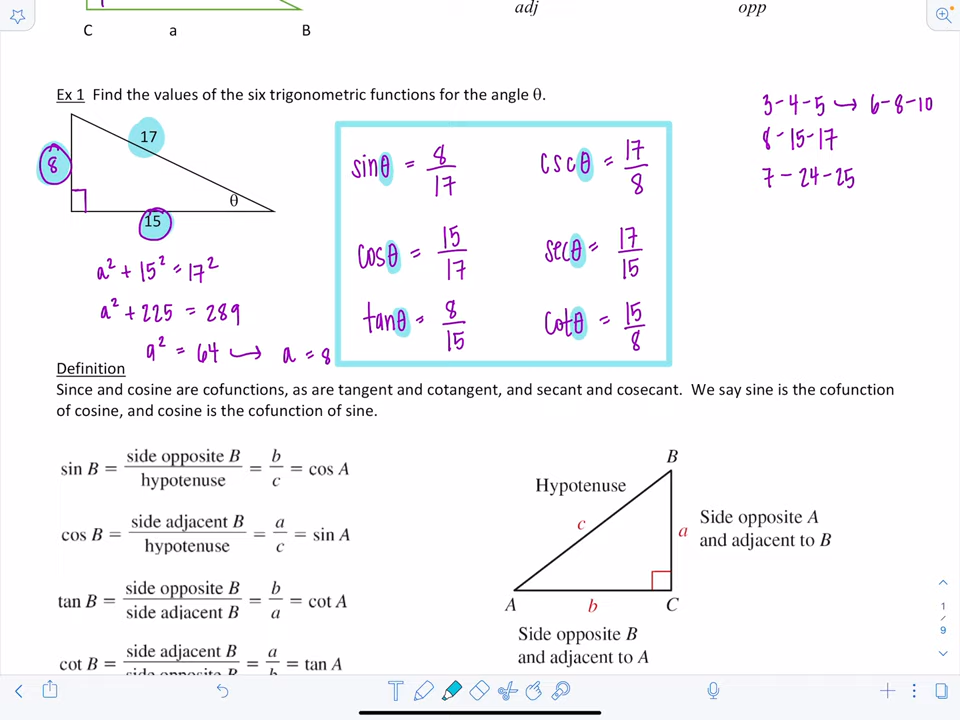 adj
opp
C a B
Ex 1 Find the values of the six trigonometric functions for the angle θ.
17
8
θ
15
a² + 15² = 17²
a² + 225 = 289
a² = 64 → a = 8
sinθ = 8/17
cscθ = 17/8
cosθ = 15/17
secθ = 17/15
tanθ = 8/15
cotθ = 15/8
3-4-5 → 6-8-10
8-15-17
7-24-25
Definition
Since and cosine are cofunctions, as are tangent and cotangent, and secant and cosecant. We say sine is the cofunction
of cosine, and cosine is the cofunction of sine.
sin B = side opposite B / hypotenuse = b/c = cos A
cos B = side adjacent B / hypotenuse = a/c = sin A
tan B = side opposite B / side adjacent B = b/a = cot A
cot B = side adjacent B / side opposite B = a/b = tan A
B
Hypotenuse
c
a
Side opposite A
and adjacent to B
A
b
C
Side opposite B
and adjacent to A
1
/
9
T